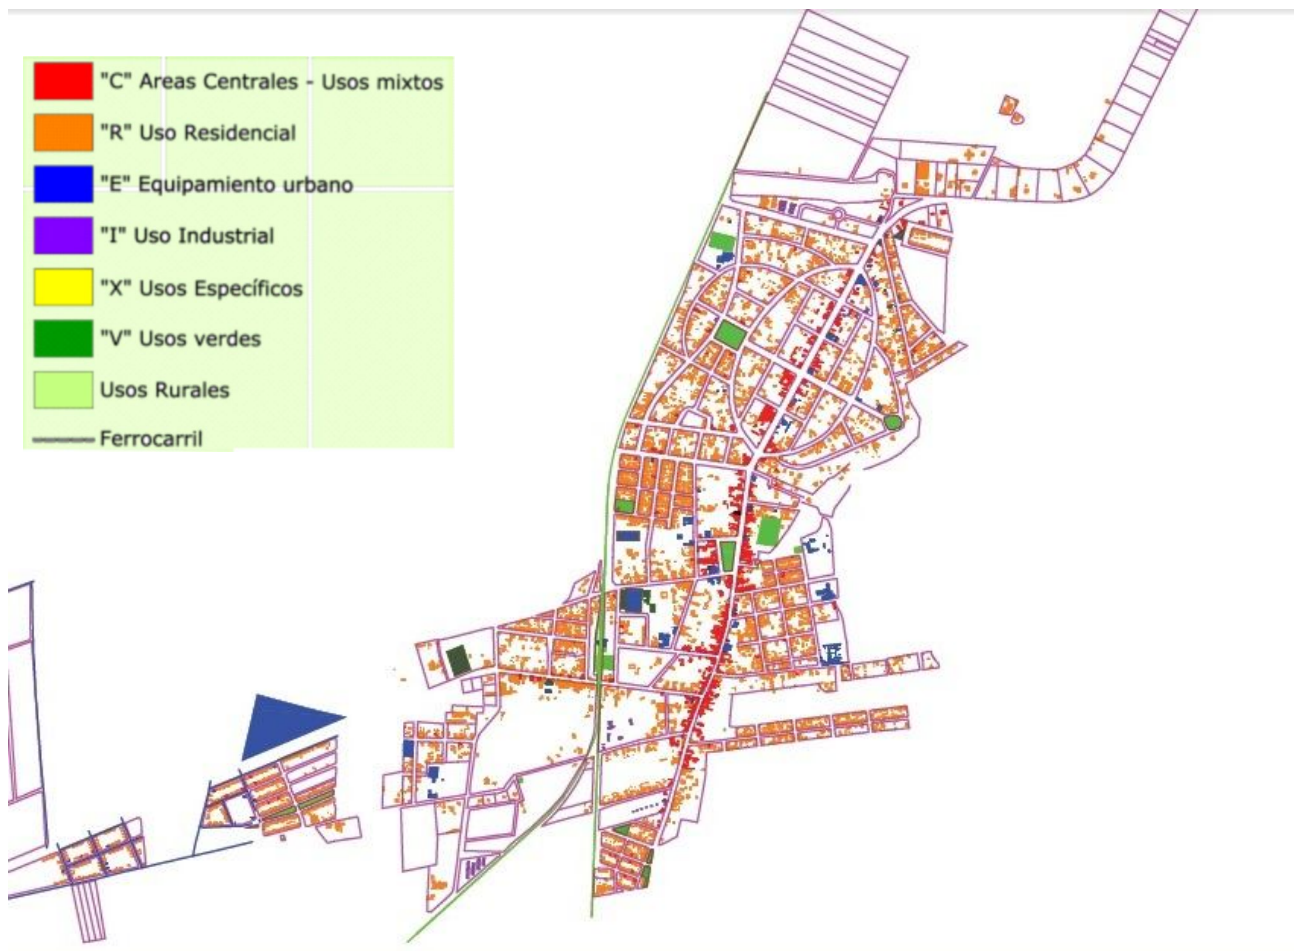 "C" Areas Centrales - Usos mixtos
"R" Uso Residencial
"E" Equipamiento urbano
"I" Uso Industrial
"X" Usos Específicos
"V" Usos verdes
Usos Rurales
Ferrocarril